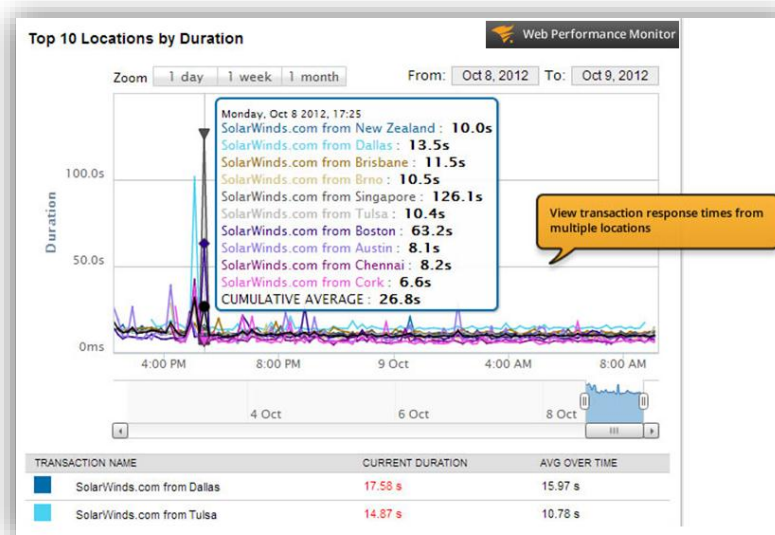 Top 10 Locations by Duration
Web Performance Monitor
Zoom 1 day 1 week 1 month From: Oct 8, 2012 To: Oct 9, 2012
Monday, Oct 8 2012, 17:25
SolarWinds.com from New Zealand : 10.0s
SolarWinds.com from Dallas : 13.5s
SolarWinds.com from Brisbane : 11.5s
SolarWinds.com from Brno : 10.5s
SolarWinds.com from Singapore : 126.1s
SolarWinds.com from Tulsa : 10.4s
SolarWinds.com from Boston : 63.2s
SolarWinds.com from Austin : 8.1s
SolarWinds.com from Chennai : 8.2s
SolarWinds.com from Cork : 6.6s
CUMULATIVE AVERAGE : 26.8s
Duration
100.0s
50.0s
0ms
View transaction response times from
multiple locations
4:00 PM 8:00 PM 9 Oct 4:00 AM 8:00 AM
4 Oct 6 Oct 8 Oct
TRANSACTION NAME CURRENT DURATION AVG OVER TIME
SolarWinds.com from Dallas 17.58 s 15.97 s
SolarWinds.com from Tulsa 14.87 s 10.78 s